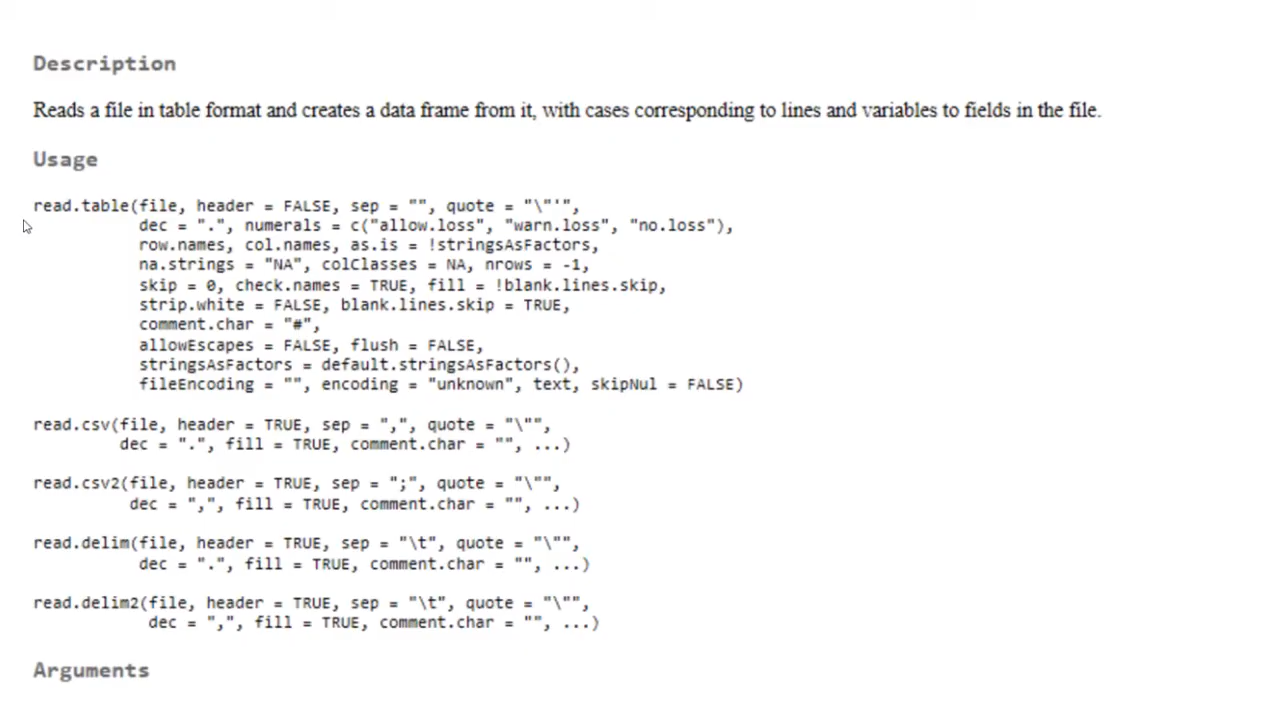 Description
Reads a file in table format and creates a data frame from it, with cases corresponding to lines and variables to fields in the file.
Usage
read.table(file, header = FALSE, sep = "", quote = "\"'",
dec = ".", numerals = c("allow.loss", "warn.loss", "no.loss"),
row.names, col.names, as.is = !stringsAsFactors,
na.strings = "NA", colClasses = NA, nrows = -1,
skip = 0, check.names = TRUE, fill = !blank.lines.skip,
strip.white = FALSE, blank.lines.skip = TRUE,
comment.char = "#",
allowEscapes = FALSE, flush = FALSE,
stringsAsFactors = default.stringsAsFactors(),
fileEncoding = "", encoding = "unknown", text, skipNul = FALSE)
read.csv(file, header = TRUE, sep = ",", quote = "\"",
dec = ".", fill = TRUE, comment.char = "", ...)
read.csv2(file, header = TRUE, sep = ";", quote = "\"",
dec = ",", fill = TRUE, comment.char = "", ...)
read.delim(file, header = TRUE, sep = "\t", quote = "\"",
dec = ".", fill = TRUE, comment.char = "", ...)
read.delim2(file, header = TRUE, sep = "\t", quote = "\"",
dec = ",", fill = TRUE, comment.char = "", ...)
Arguments